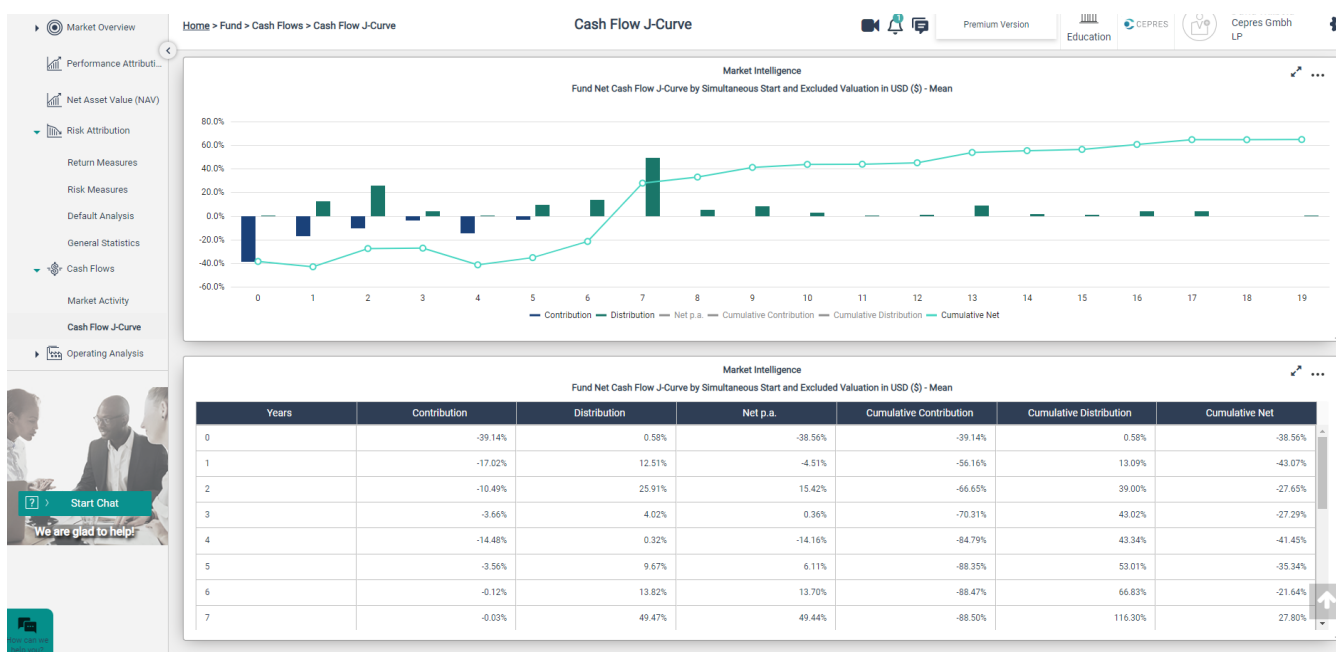 Market Overview
Home > Fund > Cash Flows > Cash Flow J-Curve
Cash Flow J-Curve
1
Premium Version
Education
CEPRES
Cepres Gmbh
LP
Performance Attributi...
Net Asset Value (NAV)
Risk Attribution
Return Measures
Risk Measures
Default Analysis
General Statistics
Cash Flows
Market Activity
Cash Flow J-Curve
Operating Analysis
? > Start Chat
We are glad to help!
How can we
help you?
Market Intelligence
Fund Net Cash Flow J-Curve by Simultaneous Start and Excluded Valuation in USD ($) - Mean
80.0%
60.0%
40.0%
20.0%
0.0%
-20.0%
-40.0%
-60.0%
0 1 2 3 4 5 6 7 8 9 10 11 12 13 14 15 16 17 18 19
Contribution Distribution Net p.a. Cumulative Contribution Cumulative Distribution Cumulative Net
Market Intelligence
Fund Net Cash Flow J-Curve by Simultaneous Start and Excluded Valuation in USD ($) - Mean
Years Contribution Distribution Net p.a. Cumulative Contribution Cumulative Distribution Cumulative Net
0 -39.14% 0.58% -38.56% -39.14% 0.58% -38.56%
1 -17.02% 12.51% -4.51% -56.16% 13.09% -43.07%
2 -10.49% 25.91% 15.42% -66.65% 39.00% -27.65%
3 -3.66% 4.02% 0.36% -70.31% 43.02% -27.29%
4 -14.48% 0.32% -14.16% -84.79% 43.34% -41.45%
5 -3.56% 9.67% 6.11% -88.35% 53.01% -35.34%
6 -0.12% 13.82% 13.70% -88.47% 66.83% -21.64%
7 -0.03% 49.47% 49.44% -88.50% 116.30% 27.80%